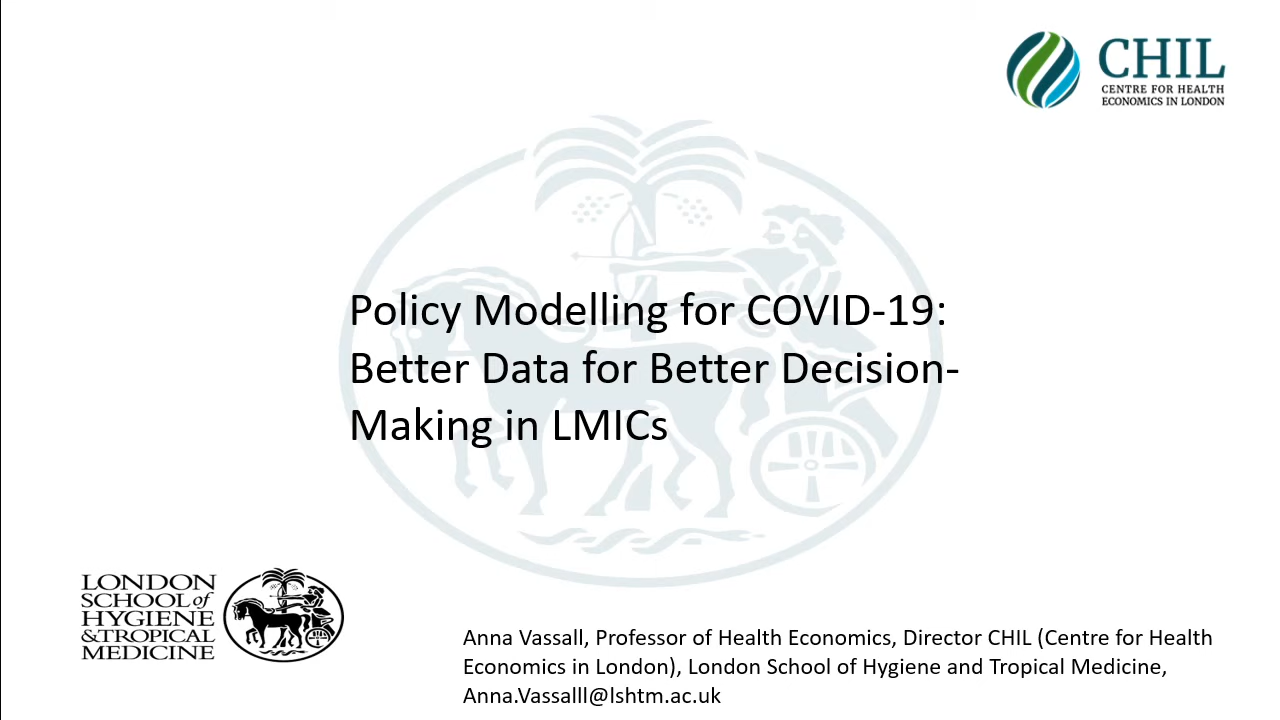 CHIL
CENTRE FOR HEALTH
ECONOMICS IN LONDON
Policy Modelling for COVID-19:
Better Data for Better Decision-
Making in LMICs
LONDON
SCHOOL of
HYGIENE
& TROPICAL
MEDICINE
Anna Vassall, Professor of Health Economics, Director CHIL (Centre for Health
Economics in London), London School of Hygiene and Tropical Medicine,
Anna.Vassalll@lshtm.ac.uk